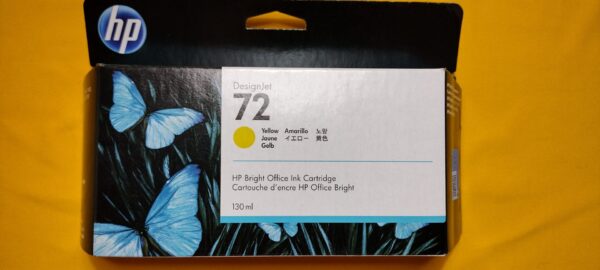 hp
DesignJet
72
Yellow Amarillo 노랑
Jaune イエロー 黄色
Gelb
HP Bright Office Ink Cartridge
Cartouche d'encre HP Office Bright
130 ml